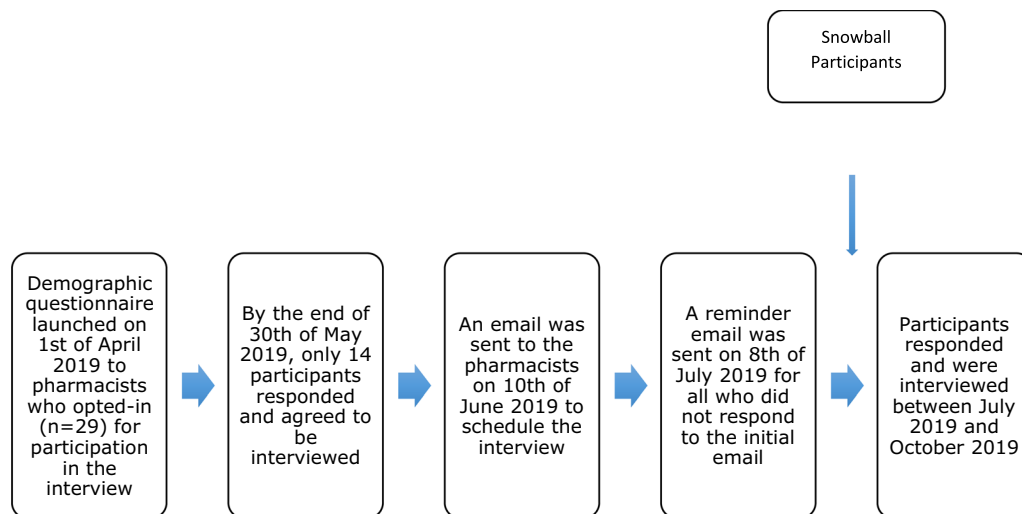 Snowball
Participants
Demographic
questionnaire
launched on
1st of April
2019 to
pharmacists
who opted-in
(n=29) for
participation
in the
interview
By the end of
30th of May
2019, only 14
participants
responded
and agreed to
be
interviewed
An email was
sent to the
pharmacists
on 10th of
June 2019 to
schedule the
interview
A reminder
email was
sent on 8th of
July 2019 for
all who did
not respond
to the initial
email
Participants
responded
and were
interviewed
between July
2019 and
October 2019